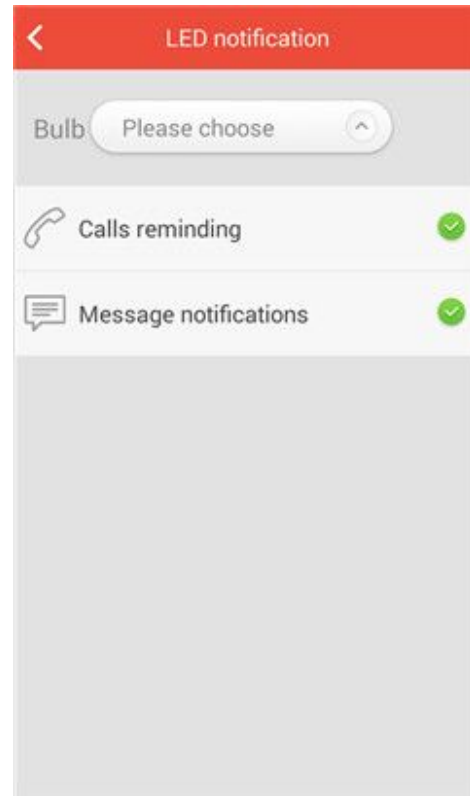 LED notification
Bulb Please choose
Calls reminding
Message notifications